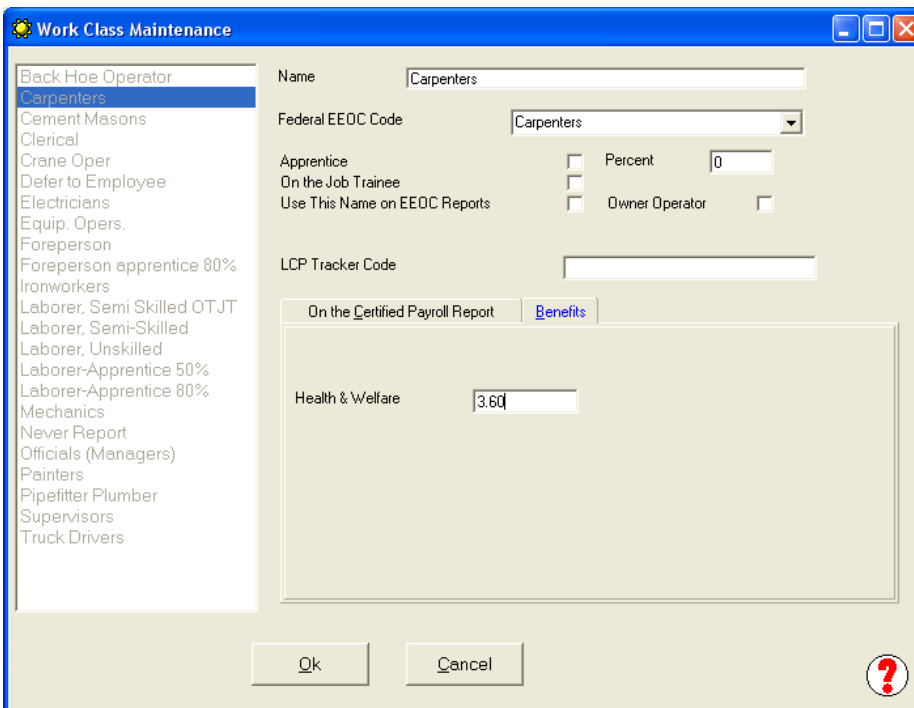 Work Class Maintenance
Back Hoe Operator
Carpenters
Cement Masons
Clerical
Crane Oper
Defer to Employee
Electricians
Equip. Opers.
Foreperson
Foreperson apprentice 80%
Ironworkers
Laborer, Semi Skilled OTJT
Laborer, Semi-Skilled
Laborer, Unskilled
Laborer-Apprentice 50%
Laborer-Apprentice 80%
Mechanics
Never Report
Officials (Managers)
Painters
Pipefitter Plumber
Supervisors
Truck Drivers
Name Carpenters
Federal EEOC Code Carpenters
Apprentice Percent 0
On the Job Trainee
Use This Name on EEOC Reports Owner Operator
LCP Tracker Code
On the Certified Payroll Report Benefits
Health & Welfare 3.60
Ok Cancel
?